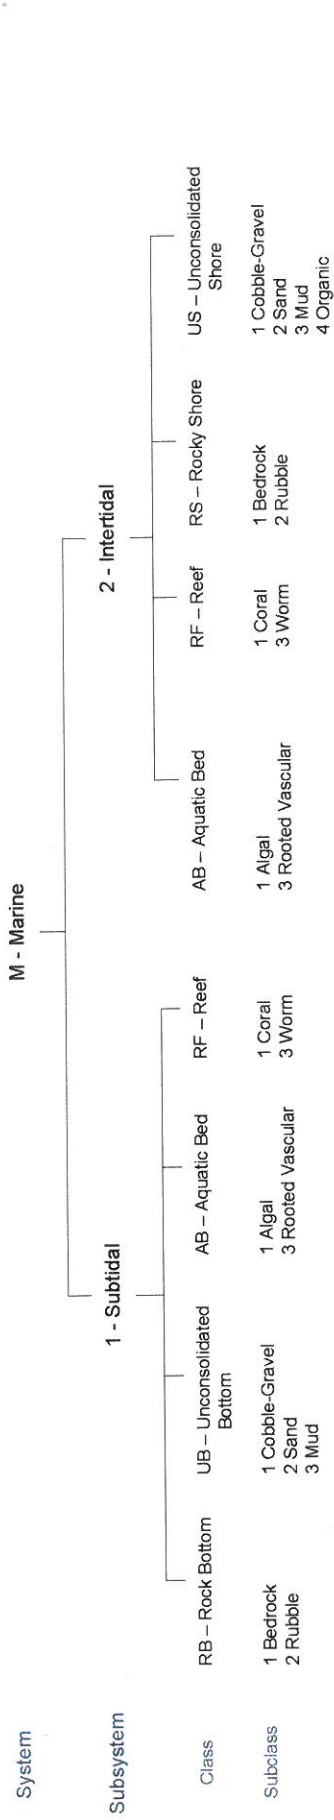 System
M - Marine
Subsystem
1 - Subtidal
2 - Intertidal
Class
RB – Rock Bottom
UB – Unconsolidated
Bottom
AB – Aquatic Bed
RF – Reef
AB – Aquatic Bed
RF – Reef
RS – Rocky Shore
US – Unconsolidated
Shore
Subclass
1 Bedrock
2 Rubble
1 Cobble-Gravel
2 Sand
3 Mud
1 Algal
3 Rooted Vascular
1 Coral
3 Worm
1 Algal
3 Rooted Vascular
1 Coral
3 Worm
1 Bedrock
2 Rubble
1 Cobble-Gravel
2 Sand
3 Mud
4 Organic